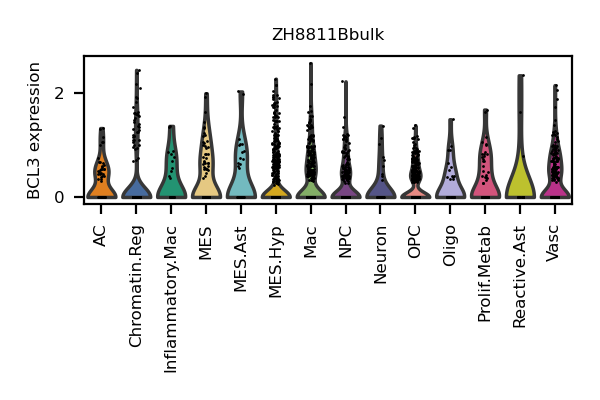 ZH8811Bbulk
BCL3 expression
2
0
AC
Chromatin.Reg
Inflammatory.Mac
MES
MES.Ast
MES.Hyp
Mac
NPC
Neuron
OPC
Oligo
Prolif.Metab
Reactive.Ast
Vasc